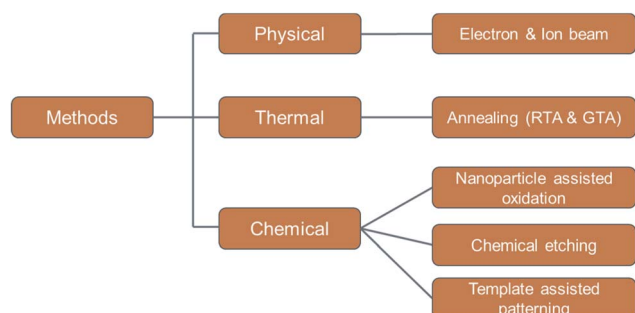 Physical
Electron & Ion beam
Methods
Thermal
Annealing (RTA & GTA)
Nanoparticle assisted
oxidation
Chemical
Chemical etching
Template assisted
patterning